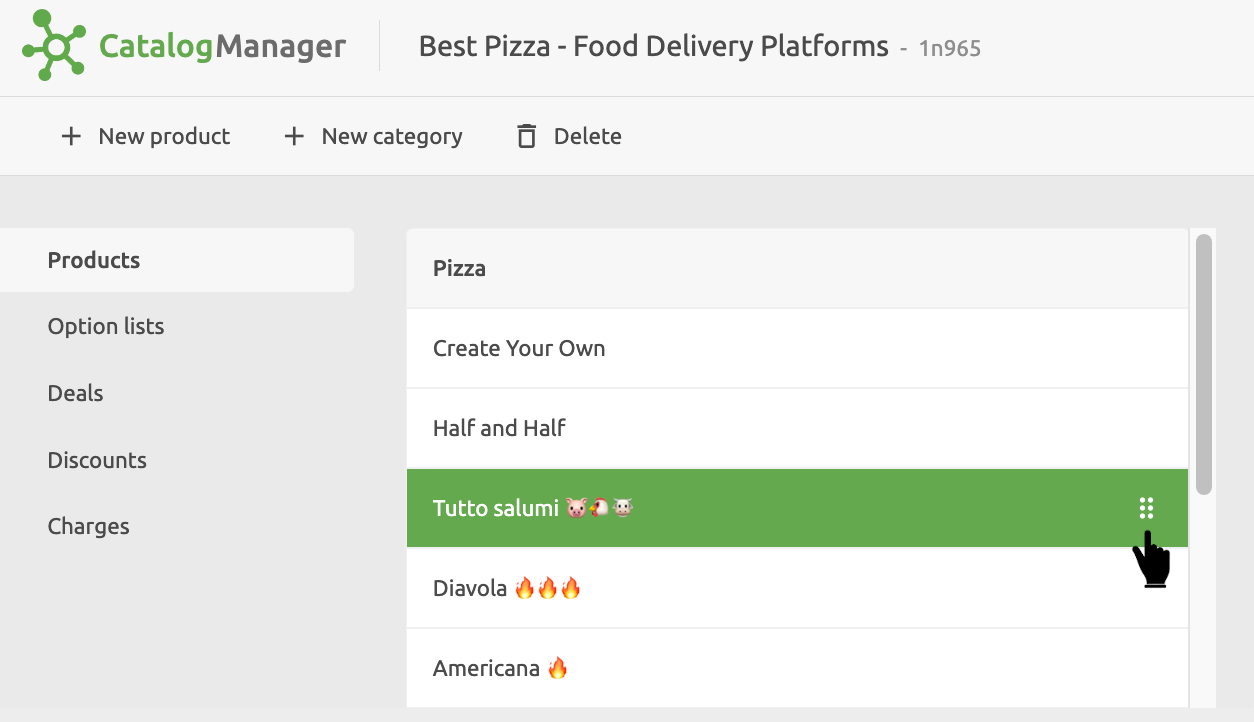 CatalogManager
Best Pizza - Food Delivery Platforms - 1n965
New product
New category
Delete
Products
Option lists
Deals
Discounts
Charges
Pizza
Create Your Own
Half and Half
Tutto salumi 🐷🐔🐮
Diavola 🔥🔥🔥
Americana 🔥